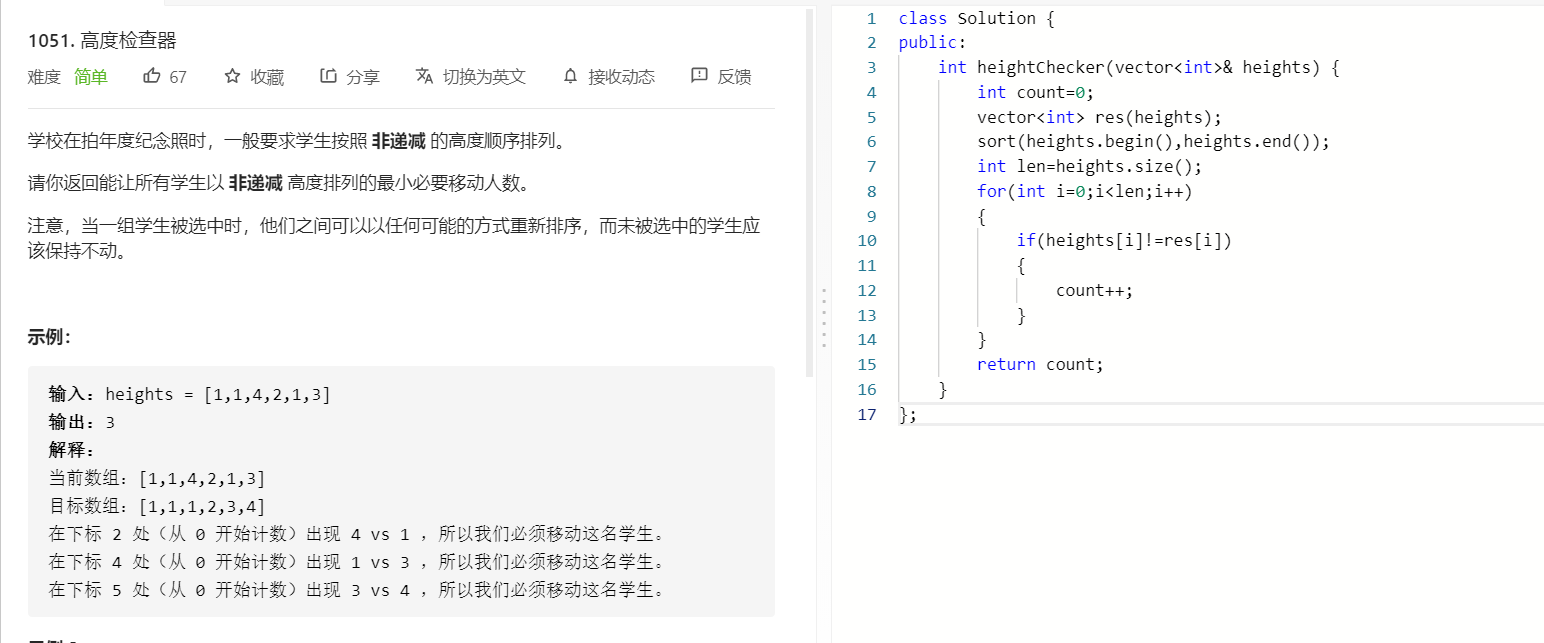 1051. 高度检查器
难度 简单 67 收藏 分享 切换为英文 接收动态 反馈
学校在拍年度纪念照时，一般要求学生按照 非递减 的高度顺序排列。
请你返回能让所有学生以 非递减 高度排列的最小必要移动人数。
注意，当一组学生被选中时，他们之间可以以任何可能的方式重新排序，而未被选中的学生应
该保持不动。
示例：
输入：heights = [1,1,4,2,1,3]
输出：3
解释：
当前数组：[1,1,4,2,1,3]
目标数组：[1,1,1,2,3,4]
在下标 2 处（从 0 开始计数）出现 4 vs 1 ，所以我们必须移动这名学生。
在下标 4 处（从 0 开始计数）出现 1 vs 3 ，所以我们必须移动这名学生。
在下标 5 处（从 0 开始计数）出现 3 vs 4 ，所以我们必须移动这名学生。
1 class Solution {
2 public:
3 int heightChecker(vector<int>& heights) {
4 int count=0;
5 vector<int> res(heights);
6 sort(heights.begin(),heights.end());
7 int len=heights.size();
8 for(int i=0;i<len;i++)
9 {
10 if(heights[i]!=res[i])
11 {
12 count++;
13 }
14 }
15 return count;
16 }
17 };